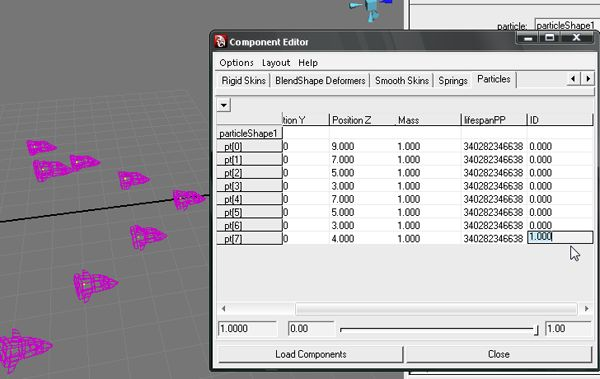 particle: particleShape1
Component Editor
Options Layout Help
Rigid Skins BlendShape Deformers Smooth Skins Springs Particles
tion Y Position Z Mass lifespanPP ID
particleShape1
pt[0] 0 9.000 1.000 340282346638 0.000
pt[1] 0 7.000 1.000 340282346638 0.000
pt[2] 0 5.000 1.000 340282346638 0.000
pt[3] 0 3.000 1.000 340282346638 0.000
pt[4] 0 7.000 1.000 340282346638 0.000
pt[5] 0 5.000 1.000 340282346638 0.000
pt[6] 0 3.000 1.000 340282346638 0.000
pt[7] 0 4.000 1.000 340282346638 1.000
1.0000 0.00 1.00
Load Components Close